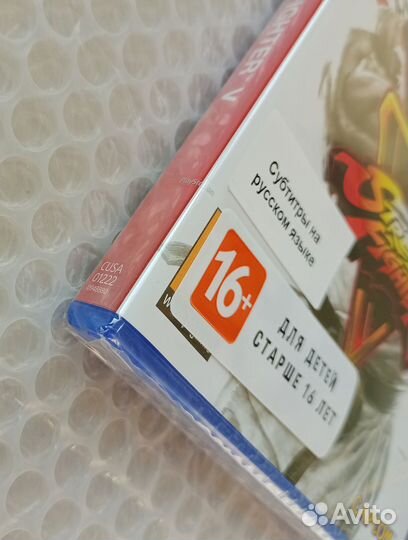 FIGHTER V
CUSA
01222
Субтитры на
русском языке
16+
ДЛЯ ДЕТЕЙ
СТАРШЕ 16 ЛЕТ
Avito